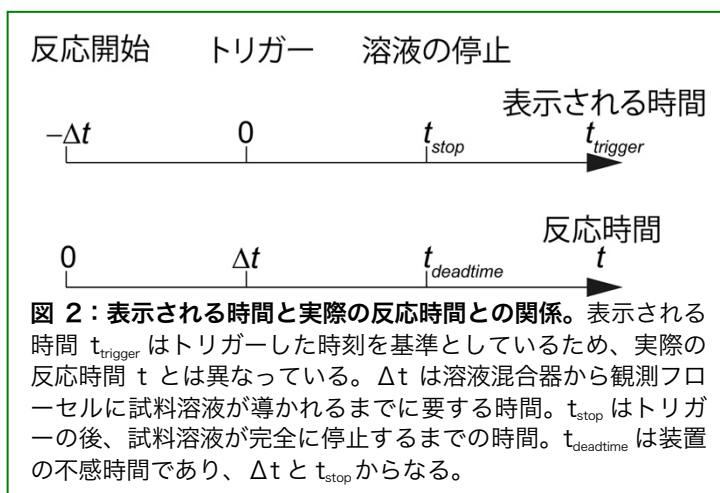 反応開始 トリガー 溶液の停止
表示される時間
−Δt 0 t_stop t_trigger
反応時間
0 Δt t_deadtime t
図 2：表示される時間と実際の反応時間との関係。表示される
時間 t_trigger はトリガーした時刻を基準としているため、実際の
反応時間 t とは異なっている。Δt は溶液混合器から観測フロ
ーセルに試料溶液が導かれるまでに要する時間。t_stop はトリガ
ーの後、試料溶液が完全に停止するまでの時間。t_deadtime は装置
の不感時間であり、Δt と t_stop からなる。